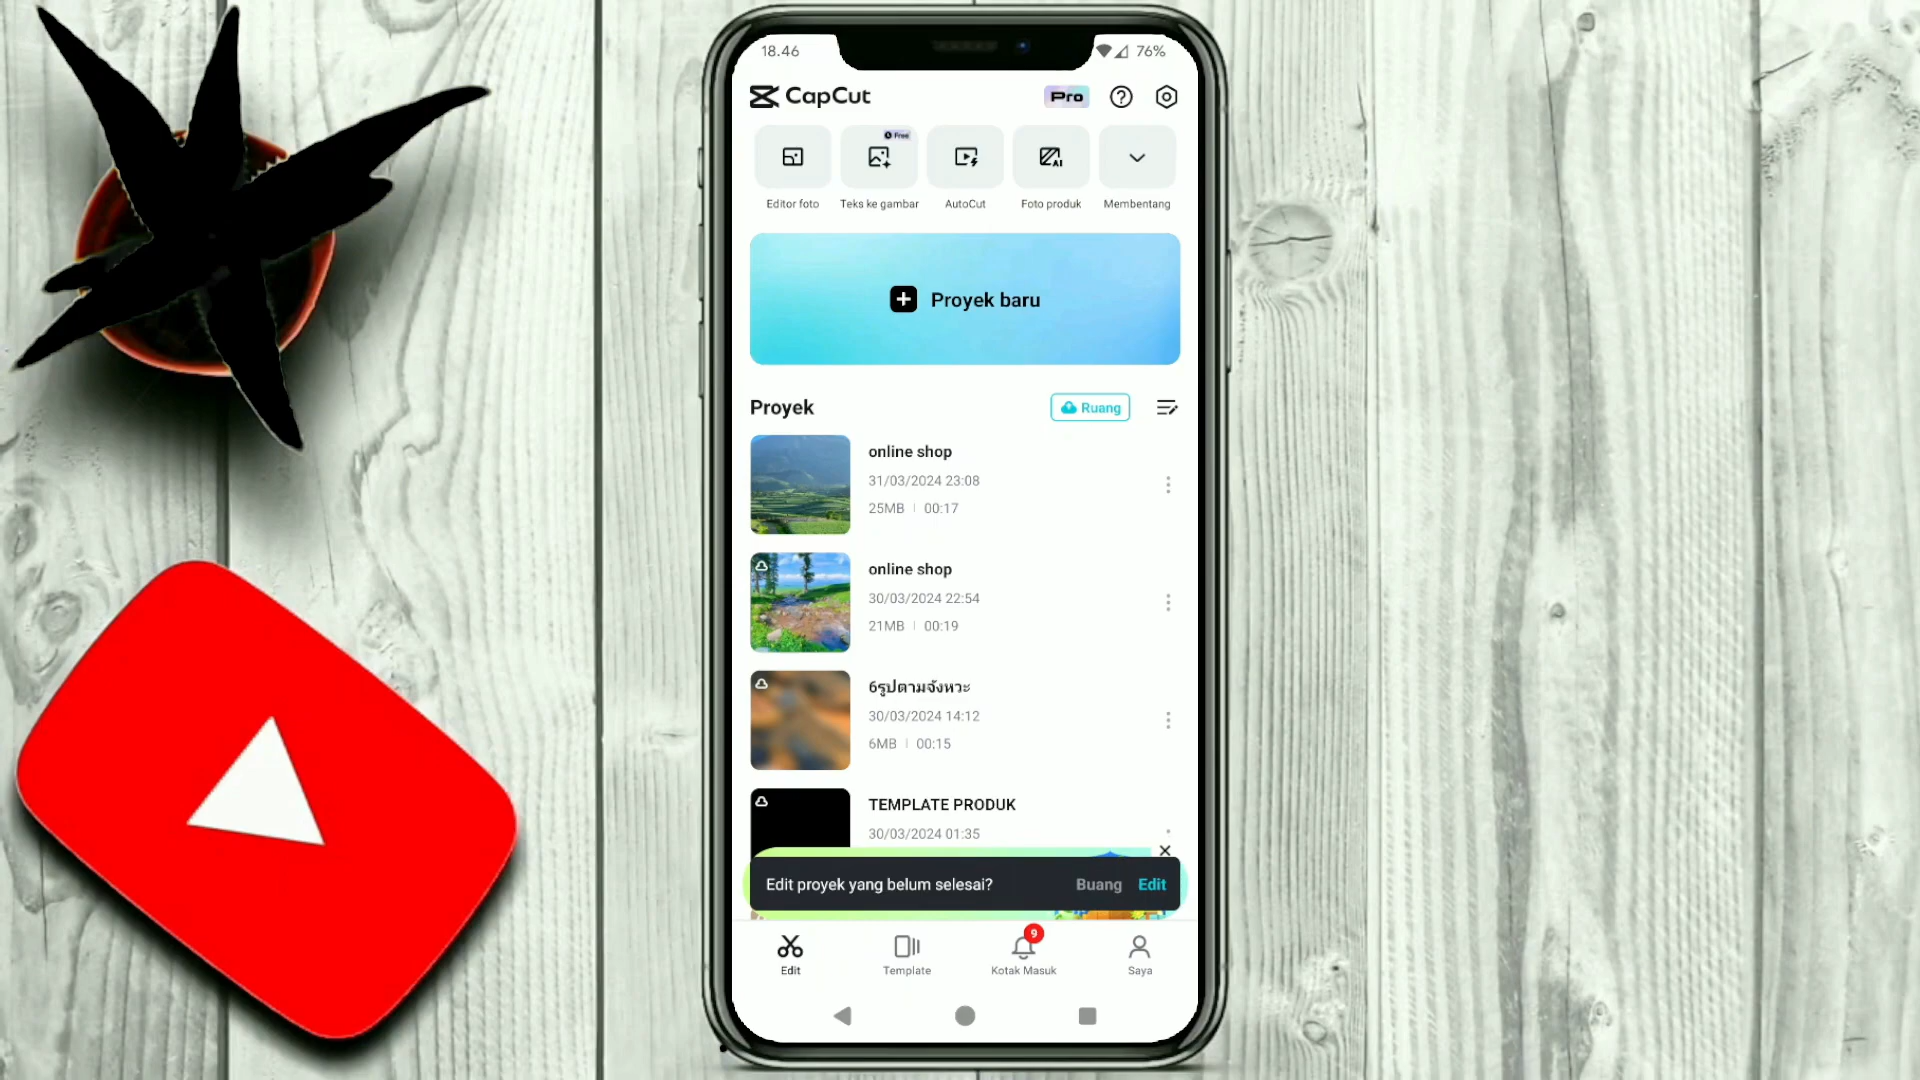 18.46
76%
CapCut
Pro
Free
Editor foto
Teks ke gambar
AutoCut
Foto produk
Membentang
Proyek baru
Proyek
Ruang
online shop
31/03/2024 23:08
25MB
00:17
online shop
30/03/2024 22:54
21MB
00:19
6รูปตามจังหวะ
30/03/2024 14:12
6MB
00:15
TEMPLATE PRODUK
30/03/2024 01:35
Edit proyek yang belum selesai?
Buang
Edit
9
Edit
Template
Kotak Masuk
Saya